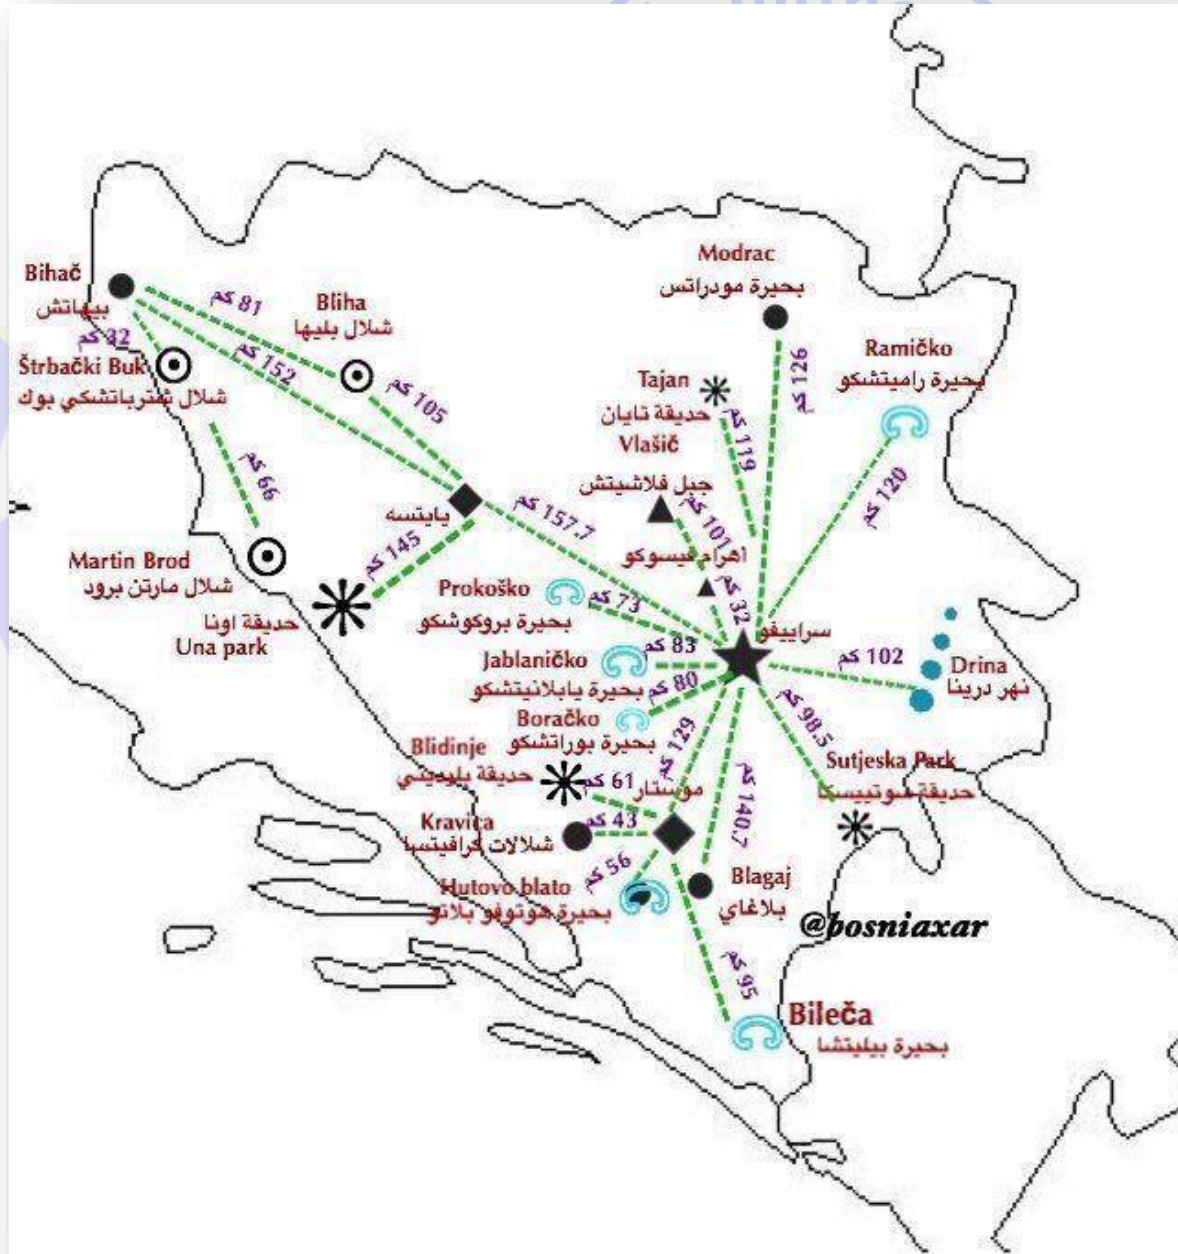 Modrac
بحيرة مودراتس
Bihač
بيهاتش
81 كم
Bliha
شلال بليها
32 كم
152 كم
Štrbački Buk
شلال شترباتشكي بوك
105 كم
126 كم
Ramičko
بحيرة راميتشكو
Tajan
حديقة تايان
119 كم
Vlašič
جبل فلاشيتش
101 كم
120 كم
66 كم
يايتسه
157.7 كم
145 كم
اهرام فيسوكو
32 كم
Martin Brod
شلال مارتن برود
حديقة اونا
Una park
Prokoško
73 كم
بحيرة بروكوشكو
سراييفو
Jablaničko
83 كم
بحيرة يابلانيتشكو
80 كم
102 كم
Drina
نهر درينا
Boračko
بحيرة بوراتشكو
129 كم
98.5 كم
Blidinje
حديقة بليديني
61 كم
موستار
140.7 كم
Sutjeska Park
حديقة سوتييسكا
Kravica
43 كم
شلالات كرافيتسا
56 كم
Hutovo blato
بحيرة هوتوفو بلاتو
Blagaj
بلاغاي
@bosniaxar
95 كم
Bileča
بحيرة بيليتشا